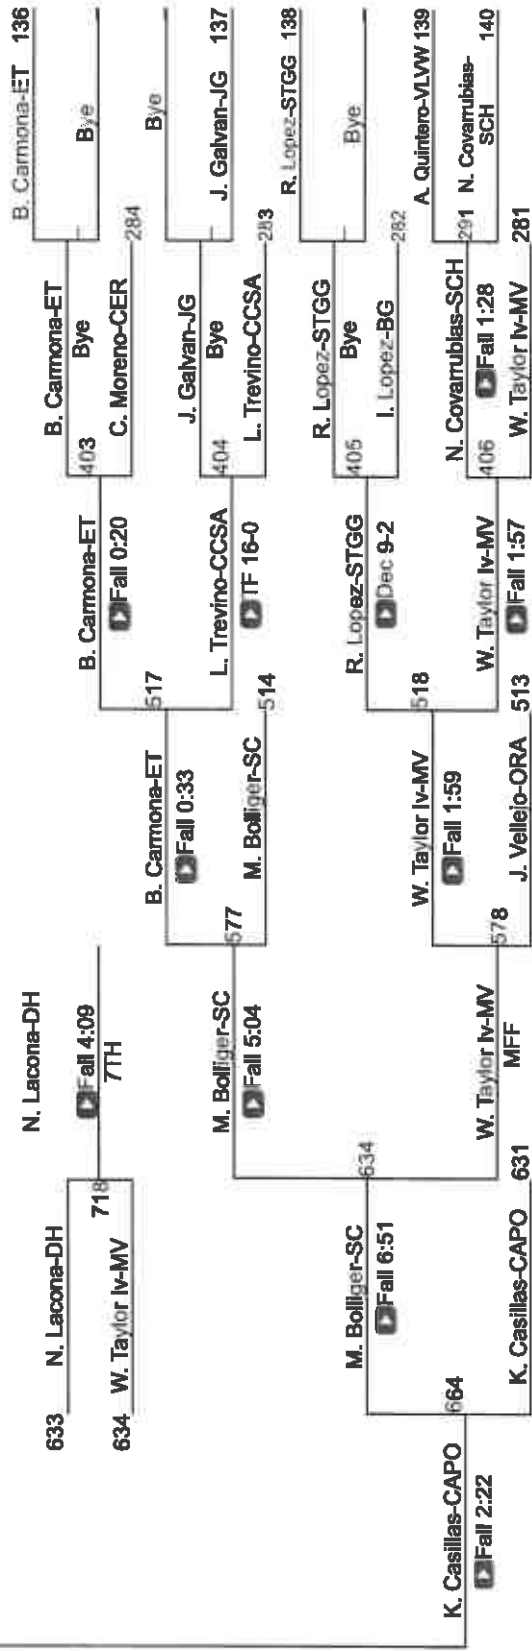 B. Carmona-ET 136
Bye
Bye
J. Galvan-JG 137
R. Lopez-STGG 138
Bye
A. Quintero-VLVW 139
N. Covarrubias-
SCH
140
B. Carmona-ET
403 Bye
284
C. Moreno-CER
J. Galvan-JG
404 Bye
283
L. Trevino-CCSA
R. Lopez-STGG
405 Bye
282
I. Lopez-BG
291
N. Covarrubias-SCH
406 Fall 1:28
281
W. Taylor Iv-MV
B. Carmona-ET
Fall 0:20
517
L. Trevino-CCSA
TF 16-0
R. Lopez-STGG
Dec 9-2
518
W. Taylor Iv-MV
Fall 1:57
B. Carmona-ET
Fall 0:33
577
514
M. Bolliger-SC
W. Taylor Iv-MV
Fall 1:59
578
513
J. Vellejo-ORA
N. Lacona-DH
Fall 4:09
7TH
M. Bolliger-SC
Fall 5:04
634
W. Taylor Iv-MV
MFF
633
N. Lacona-DH
718
634
W. Taylor Iv-MV
M. Bolliger-SC
Fall 6:51
664
631
K. Casillas-CAPO
K. Casillas-CAPO
Fall 2:22